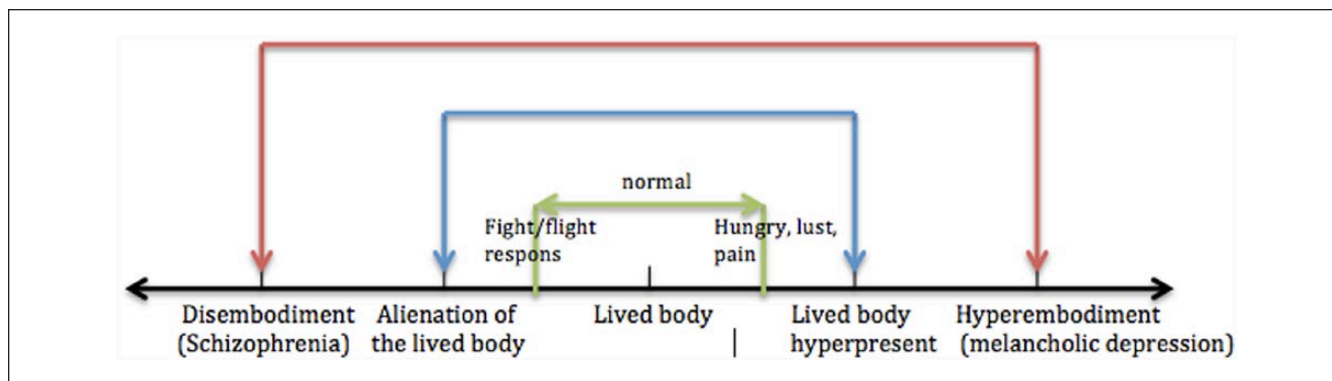 normal
Fight/flight
respons
Hungry, lust,
pain
Disembodiment
(Schizophrenia)
Alienation of
the lived body
Lived body
Lived body
hyperpresent
Hyperembodiment
(melancholic depression)